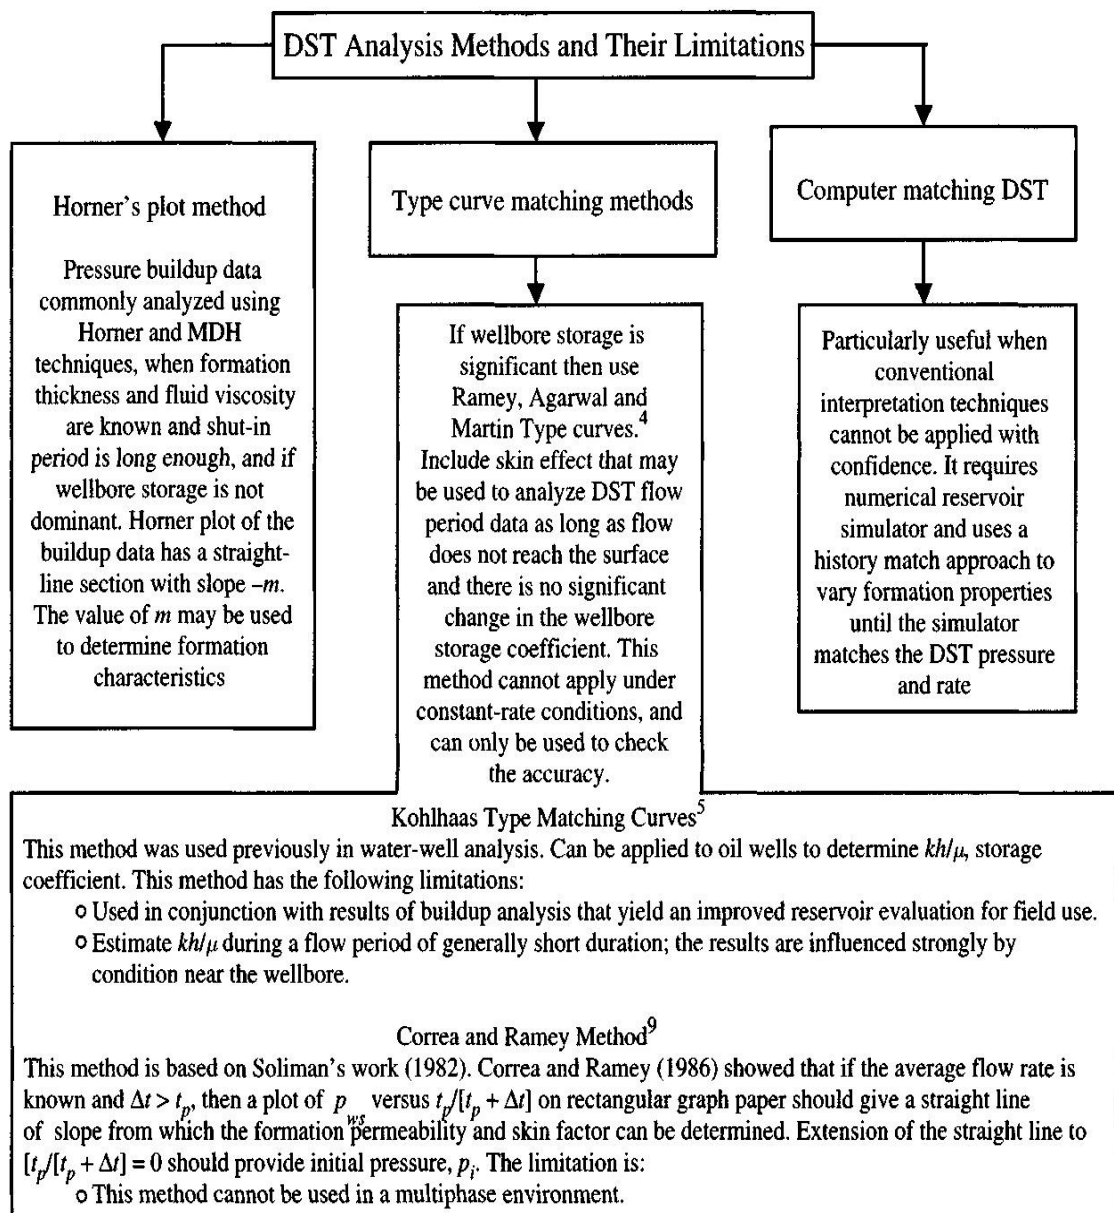 DST Analysis Methods and Their Limitations
Horner's plot method
Pressure buildup data
commonly analyzed using
Horner and MDH
techniques, when formation
thickness and fluid viscosity
are known and shut-in
period is long enough, and if
wellbore storage is not
dominant. Horner plot of the
buildup data has a straight-
line section with slope –m.
The value of m may be used
to determine formation
characteristics
Type curve matching methods
If wellbore storage is
significant then use
Ramey, Agarwal and
Martin Type curves.4
Include skin effect that may
be used to analyze DST flow
period data as long as flow
does not reach the surface
and there is no significant
change in the wellbore
storage coefficient. This
method cannot apply under
constant-rate conditions, and
can only be used to check
the accuracy.
Computer matching DST
Particularly useful when
conventional
interpretation techniques
cannot be applied with
confidence. It requires
numerical reservoir
simulator and uses a
history match approach to
vary formation properties
until the simulator
matches the DST pressure
and rate
Kohlhaas Type Matching Curves5
This method was used previously in water-well analysis. Can be applied to oil wells to determine kh/μ, storage
coefficient. This method has the following limitations:
o Used in conjunction with results of buildup analysis that yield an improved reservoir evaluation for field use.
o Estimate kh/μ during a flow period of generally short duration; the results are influenced strongly by
condition near the wellbore.
Correa and Ramey Method9
This method is based on Soliman's work (1982). Correa and Ramey (1986) showed that if the average flow rate is
known and Δt > tp, then a plot of pws versus tp/[tp + Δt] on rectangular graph paper should give a straight line
of slope from which the formation permeability and skin factor can be determined. Extension of the straight line to
[tp/[tp + Δt] = 0 should provide initial pressure, pi. The limitation is:
o This method cannot be used in a multiphase environment.